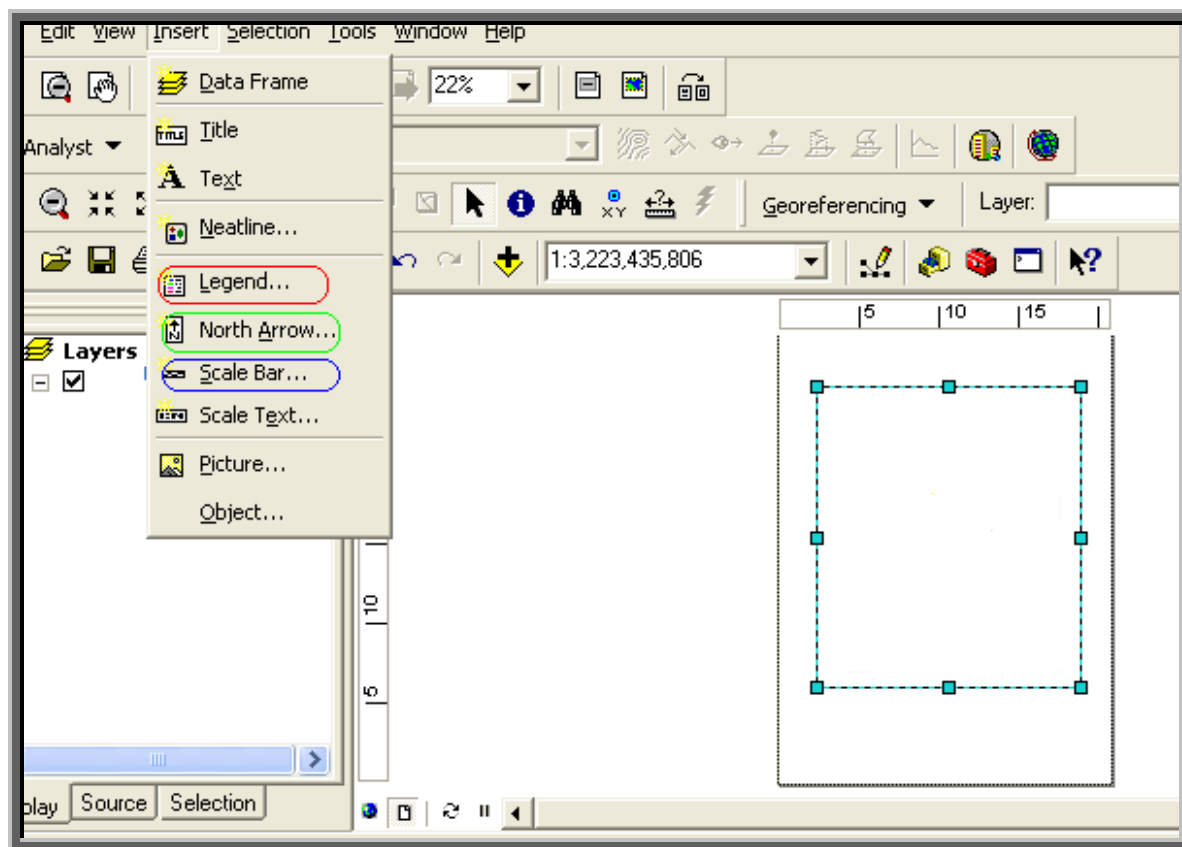 Edit View Insert Selection Tools Window Help
Data Frame
22%
Title
Analyst
Text
XY
Georeferencing
Layer:
Neatline...
1:3,223,435,806
Legend...
North Arrow...
5 10 15
Layers
Scale Bar...
Scale Text...
Picture...
Object...
10
5
play Source Selection